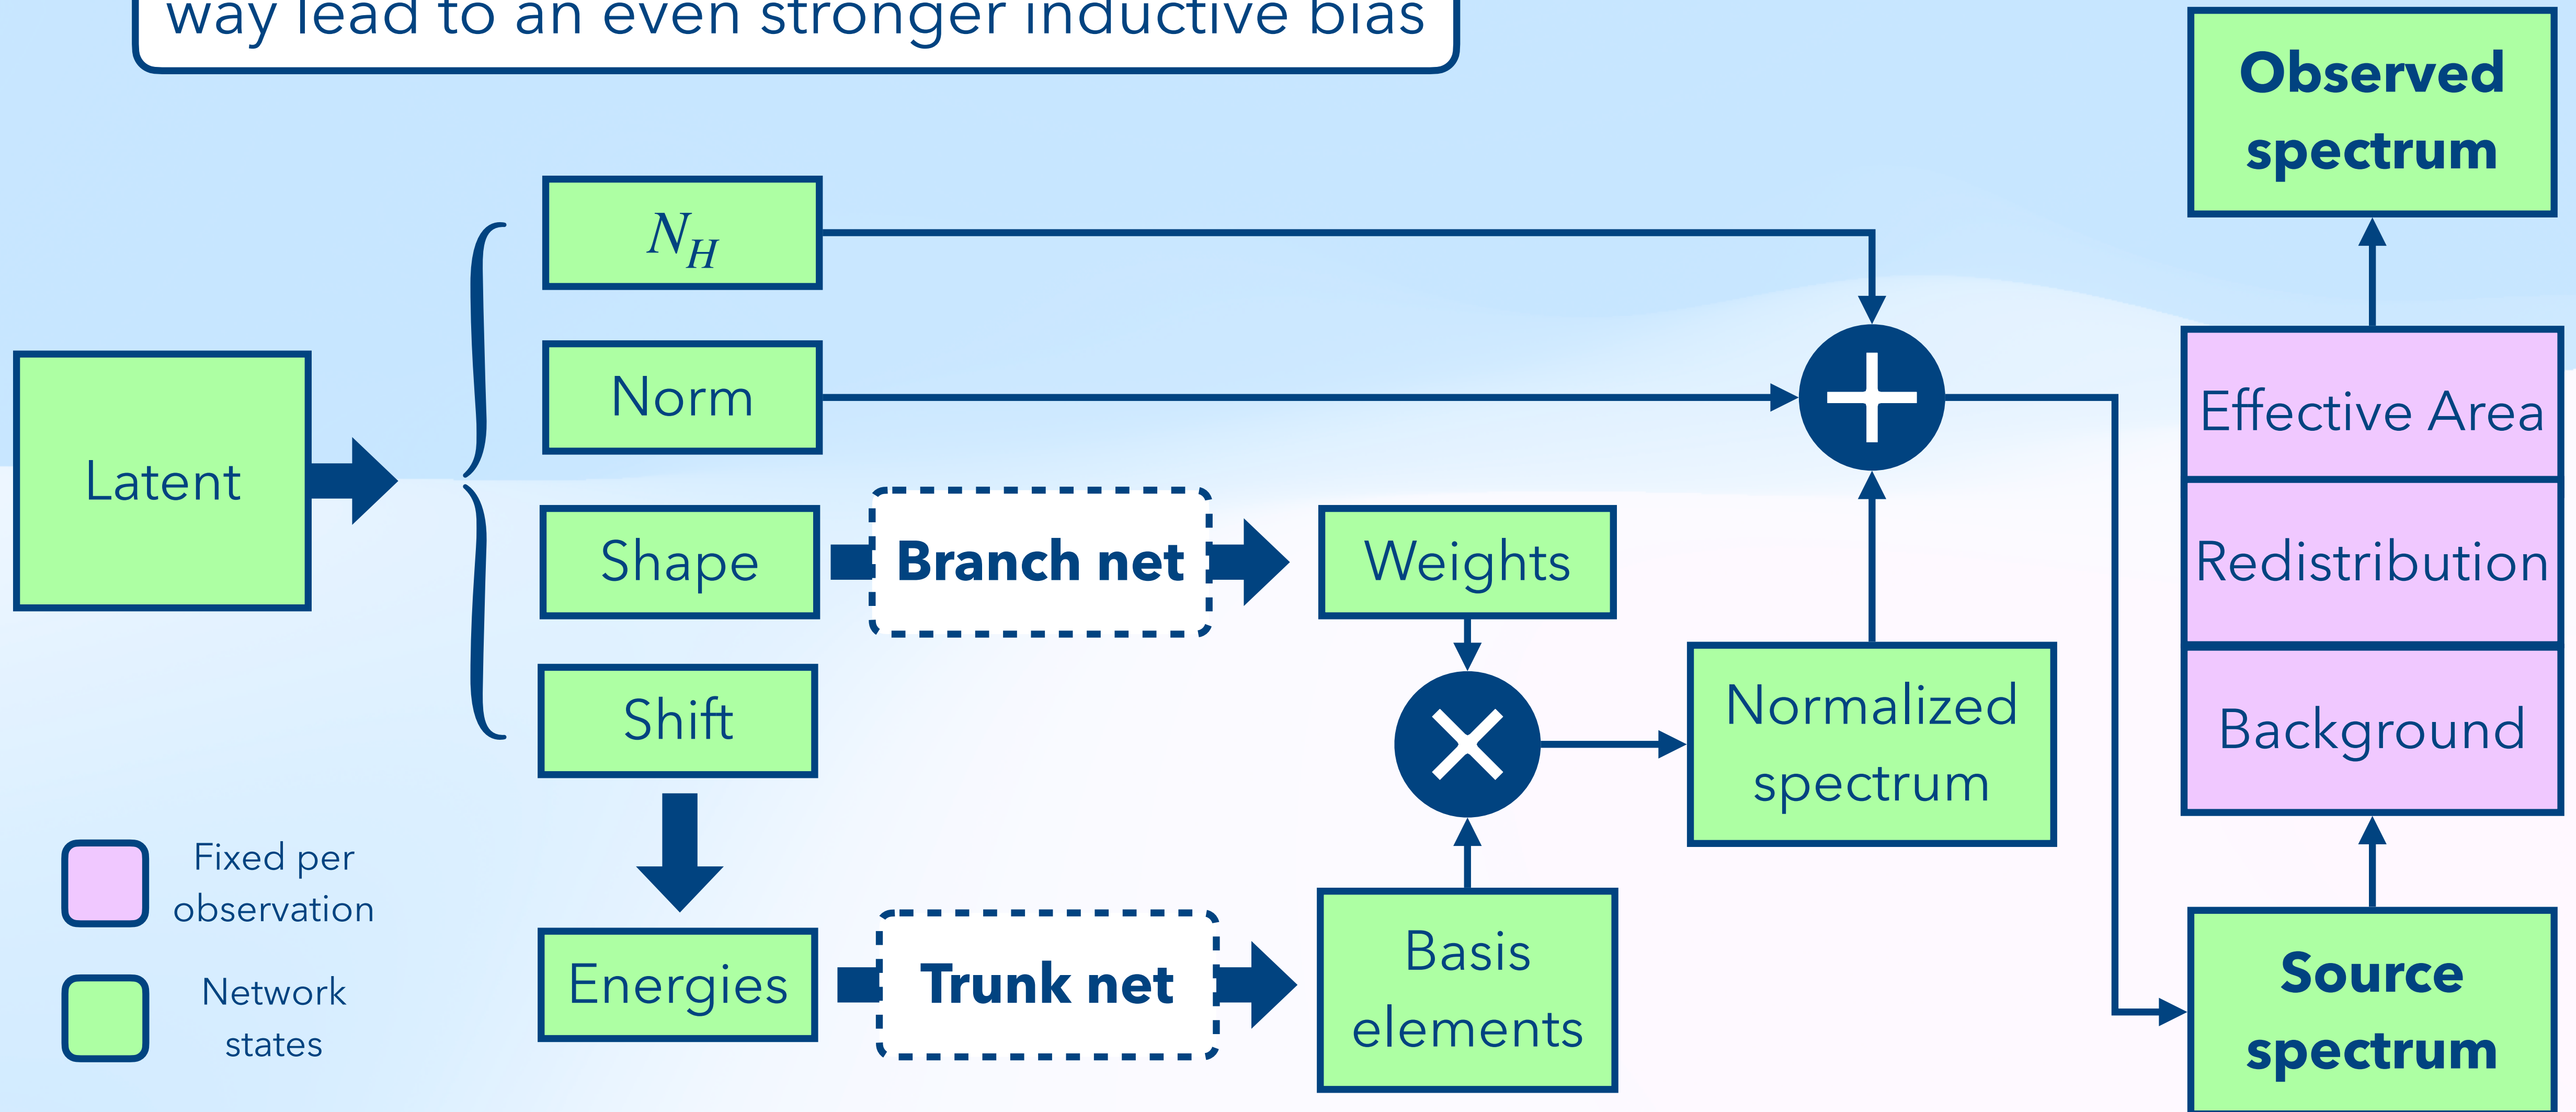 way lead to an even stronger inductive bias
Observed
spectrum
N_H
Norm
Latent
Shape
Branch net
Weights
Shift
Normalized
spectrum
Effective Area
Redistribution
Background
Fixed per
observation
Network
states
Energies
Trunk net
Basis
elements
Source
spectrum